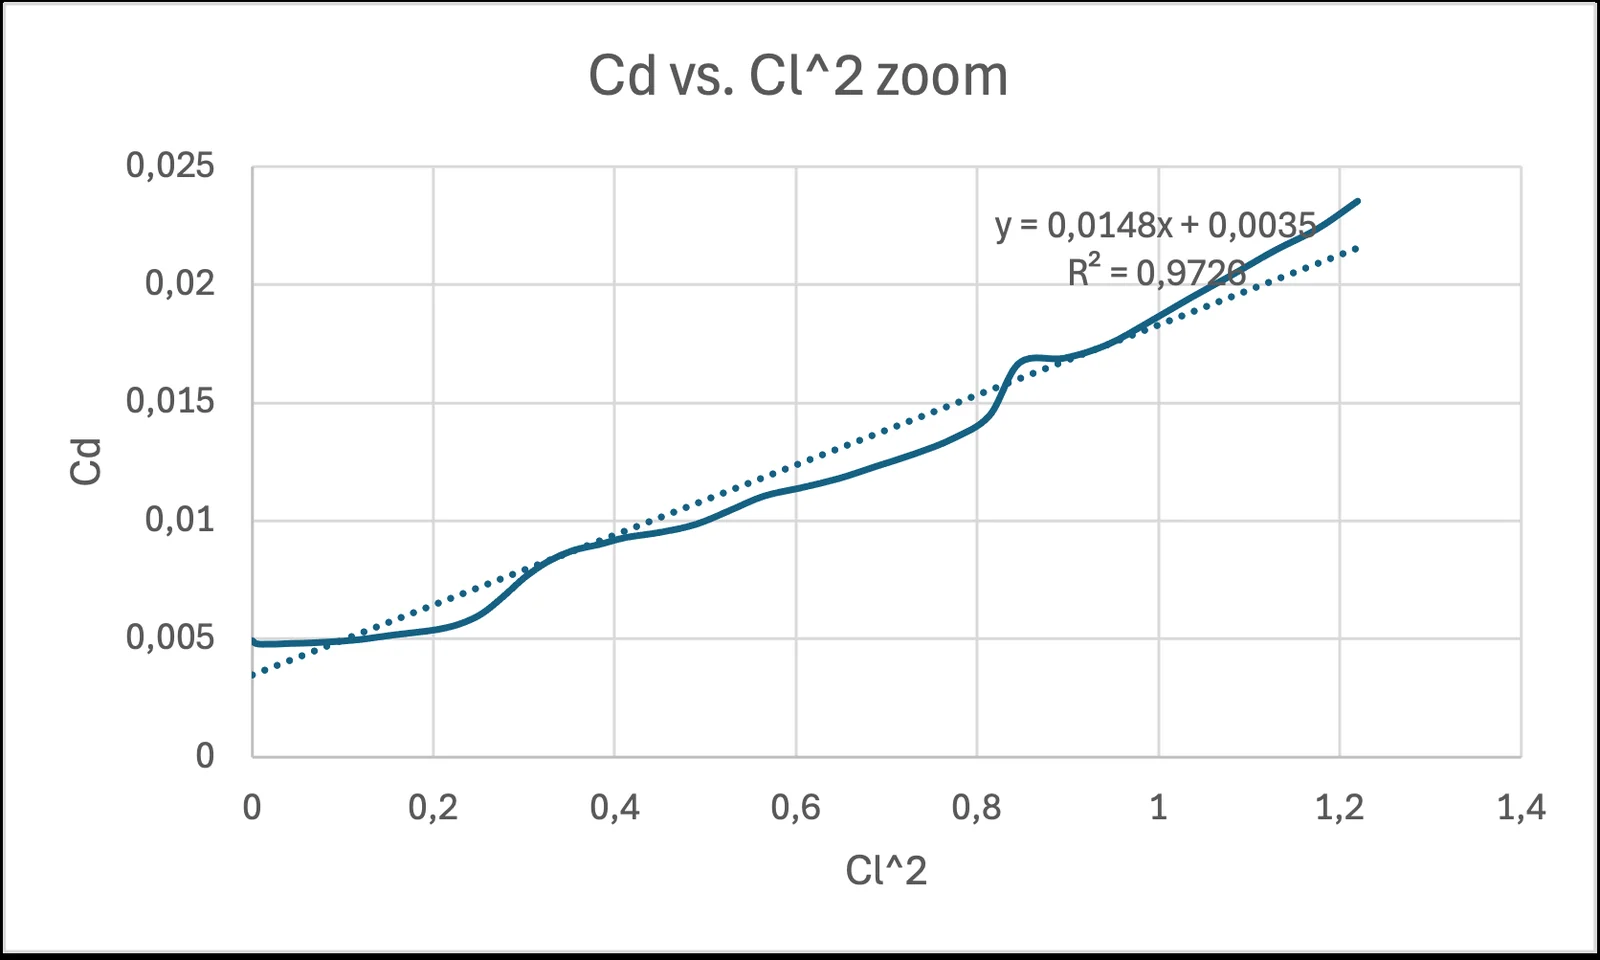 Cd vs. Cl^2 zoom
0,025
y = 0,0148x + 0,0035
R² = 0,9726
0,02
0,015
Cd
0,01
0,005
0
0 0,2 0,4 0,6 0,8 1 1,2 1,4
Cl^2